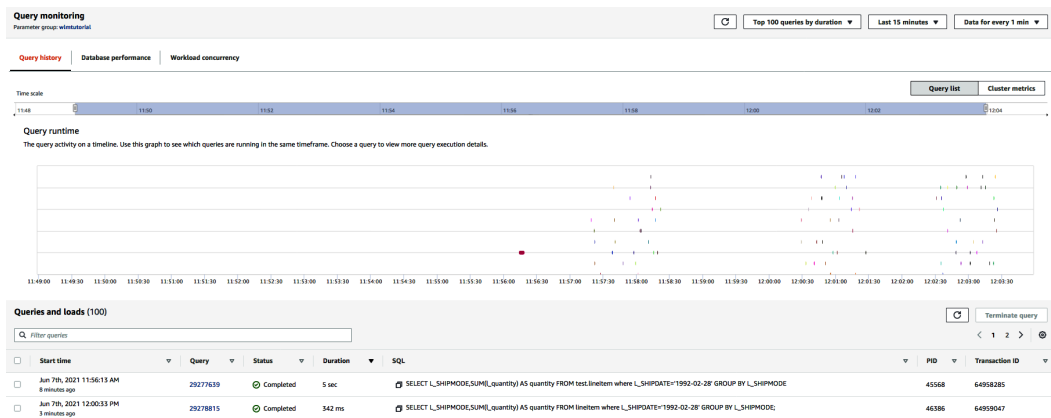 Query monitoring
Parameter group: wlmtutorial
Top 100 queries by duration ▼
Last 15 minutes ▼
Data for every 1 min ▼
Query history
Database performance
Workload concurrency
Query list
Cluster metrics
Time scale
11:48 11:50 11:52 11:54 11:56 11:58 12:00 12:02 12:04
Query runtime
The query activity on a timeline. Use this graph to see which queries are running in the same timeframe. Choose a query to view more query execution details.
11:49:00 11:49:30 11:50:00 11:50:30 11:51:00 11:51:30 11:52:00 11:52:30 11:53:00 11:53:30 11:54:00 11:54:30 11:55:00 11:55:30 11:56:00 11:56:30 11:57:00 11:57:30 11:58:00 11:58:30 11:59:00 11:59:30 12:00:00 12:00:30 12:01:00 12:01:30 12:02:00 12:02:30 12:03:00 12:03:30
Queries and loads (100)
Terminate query
Filter queries
< 1 2 >
Start time Query Status Duration ▼ SQL PID Transaction ID
Jun 7th, 2021 11:56:13 AM
8 minutes ago
29277639 Completed 5 sec SELECT L_SHIPMODE,SUM(l_quantity) AS quantity FROM test.lineitem where L_SHIPDATE='1992-02-28' GROUP BY L_SHIPMODE 45568 64958285
Jun 7th, 2021 12:00:33 PM
3 minutes ago
29278815 Completed 342 ms SELECT L_SHIPMODE,SUM(l_quantity) AS quantity FROM lineitem where L_SHIPDATE='1992-02-28' GROUP BY L_SHIPMODE; 46386 64959047